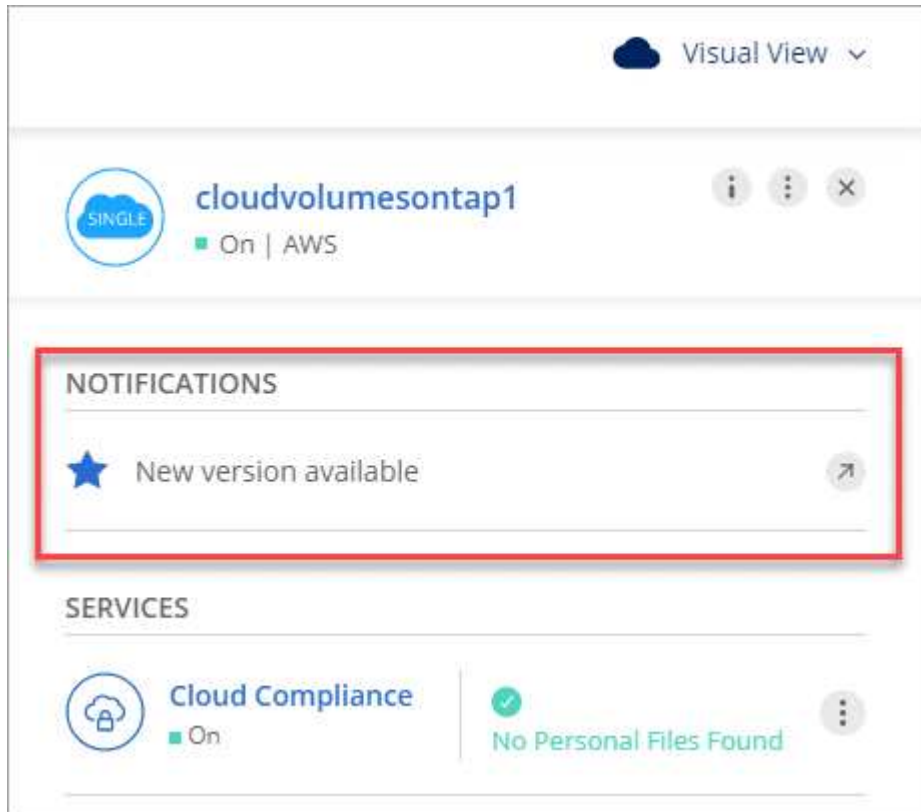 Visual View
SINGLE
cloudvolumesontap1
On | AWS
NOTIFICATIONS
New version available
SERVICES
Cloud Compliance
On
No Personal Files Found